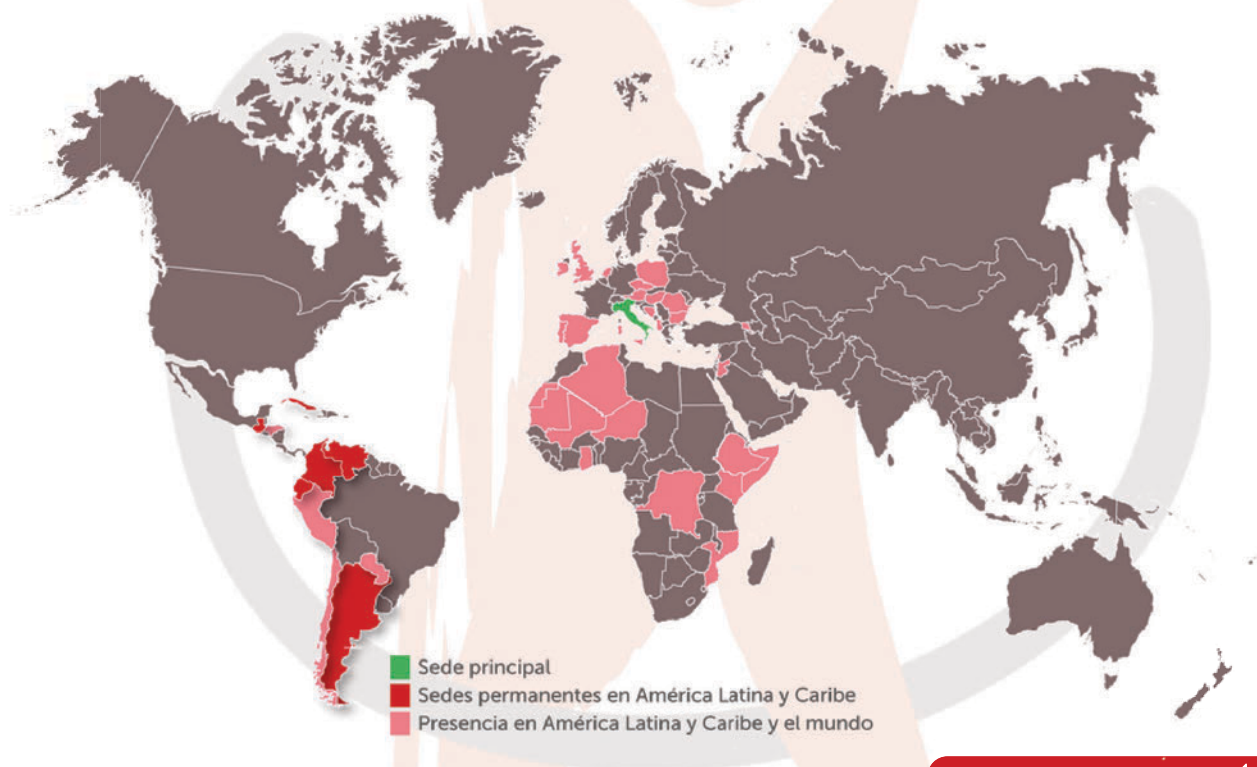 Sede principal
Sedes permanentes en América Latina y Caribe
Presencia en América Latina y Caribe y el mundo